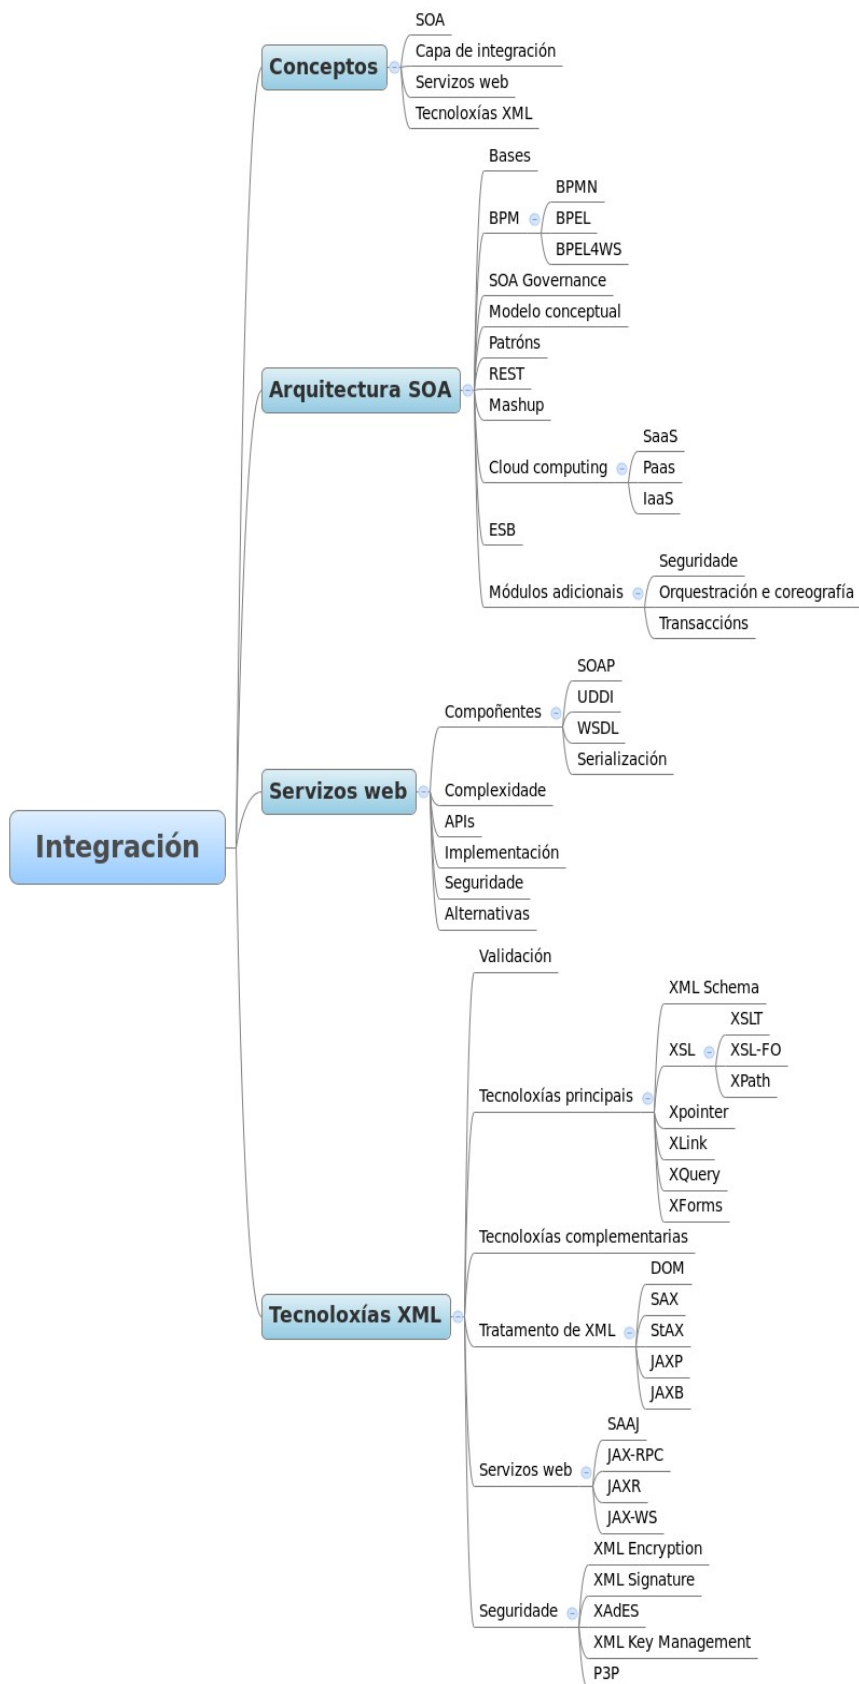 Integración
Conceptos
SOA
Capa de integración
Servizos web
Tecnoloxías XML
Arquitectura SOA
Bases
BPM
BPMN
BPEL
BPEL4WS
SOA Governance
Modelo conceptual
Patróns
REST
Mashup
Cloud computing
SaaS
Paas
IaaS
ESB
Módulos adicionais
Seguridade
Orquestración e coreografía
Transaccións
Servizos web
Compoñentes
SOAP
UDDI
WSDL
Serialización
Complexidade
APIs
Implementación
Seguridade
Alternativas
Tecnoloxías XML
Validación
Tecnoloxías principais
XML Schema
XSL
XSLT
XSL-FO
XPath
Xpointer
XLink
XQuery
XForms
Tecnoloxías complementarias
Tratamento de XML
DOM
SAX
StAX
JAXP
JAXB
Servizos web
SAAJ
JAX-RPC
JAXR
JAX-WS
Seguridade
XML Encryption
XML Signature
XAdES
XML Key Management
P3P